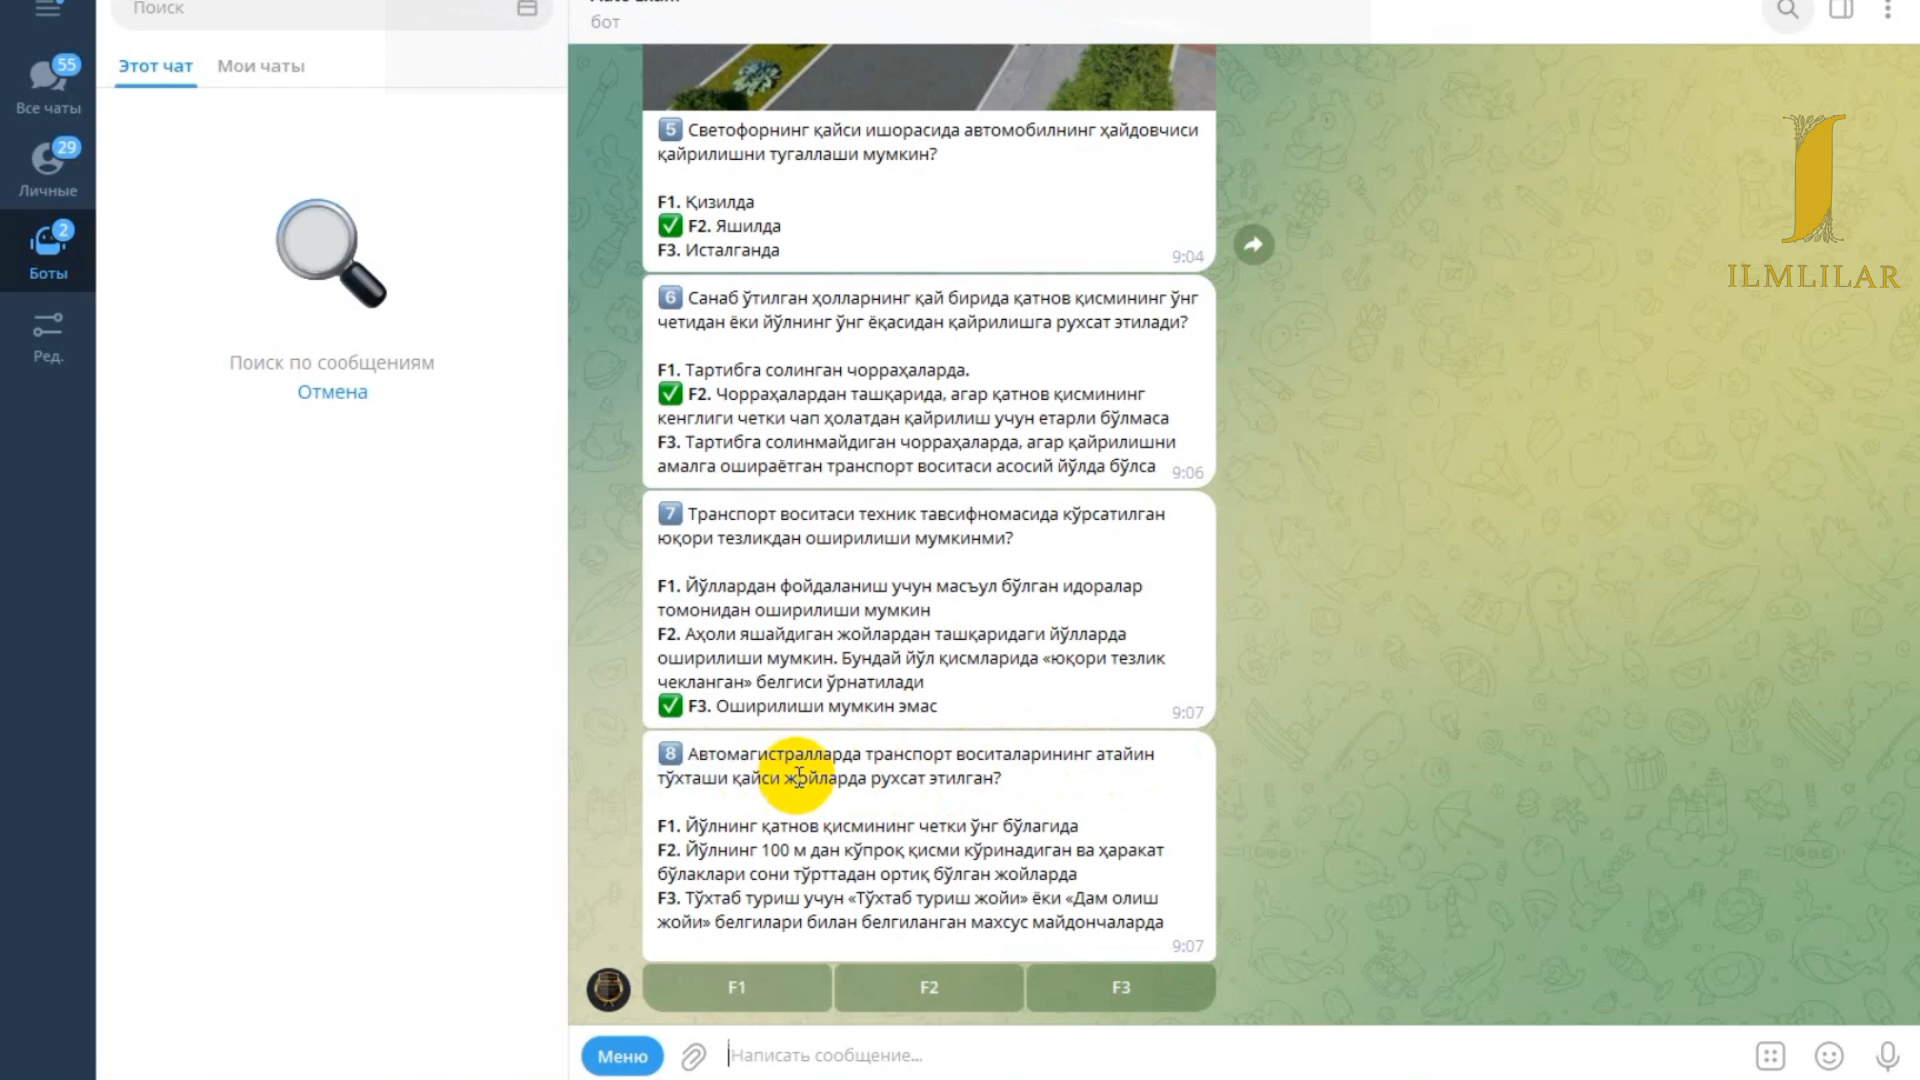 Поиск
бот
Этот чат
Мои чаты
55
Все чаты
29
Личные
2
Боты
Ред.
Поиск по сообщениям
Отмена
5 Светофорнинг қайси ишорасида автомобилнинг ҳайдовчиси
қайрилишни тугаллаши мумкин?
F1. Қизилда
F2. Яшилда
F3. Исталганда
9:04
6 Санаб ўтилган ҳолларнинг қай бирида қатнов қисмининг ўнг
четидан ёки йўлнинг ўнг ёқасидан қайрилишга рухсат этилади?
F1. Тартибга солинган чорраҳаларда.
F2. Чорраҳалардан ташқарида, агар қатнов қисмининг
кенглиги четки чап ҳолатдан қайрилиш учун етарли бўлмаса
F3. Тартибга солинмайдиган чорраҳаларда, агар қайрилишни
амалга ошираётган транспорт воситаси асосий йўлда бўлса
9:06
7 Транспорт воситаси техник тавсифномасида кўрсатилган
юқори тезликдан оширилиши мумкинми?
F1. Йўллардан фойдаланиш учун масъул бўлган идоралар
томонидан оширилиши мумкин
F2. Аҳоли яшайдиган жойлардан ташқаридаги йўлларда
оширилиши мумкин. Бундай йўл қисмларида «юқори тезлик
чекланган» белгиси ўрнатилади
F3. Оширилиши мумкин эмас
9:07
8 Автомагистралларда транспорт воситаларининг атайин
тўхташи қайси жойларда рухсат этилган?
F1. Йўлнинг қатнов қисмининг четки ўнг бўлагида
F2. Йўлнинг 100 м дан кўпроқ қисми кўринадиган ва ҳаракат
бўлаклари сони тўрттадан ортиқ бўлган жойларда
F3. Тўхтаб туриш учун «Тўхтаб туриш жойи» ёки «Дам олиш
жойи» белгилари билан белгиланган махсус майдончаларда
9:07
F1
F2
F3
Меню
Написать сообщение...
ILMLILAR